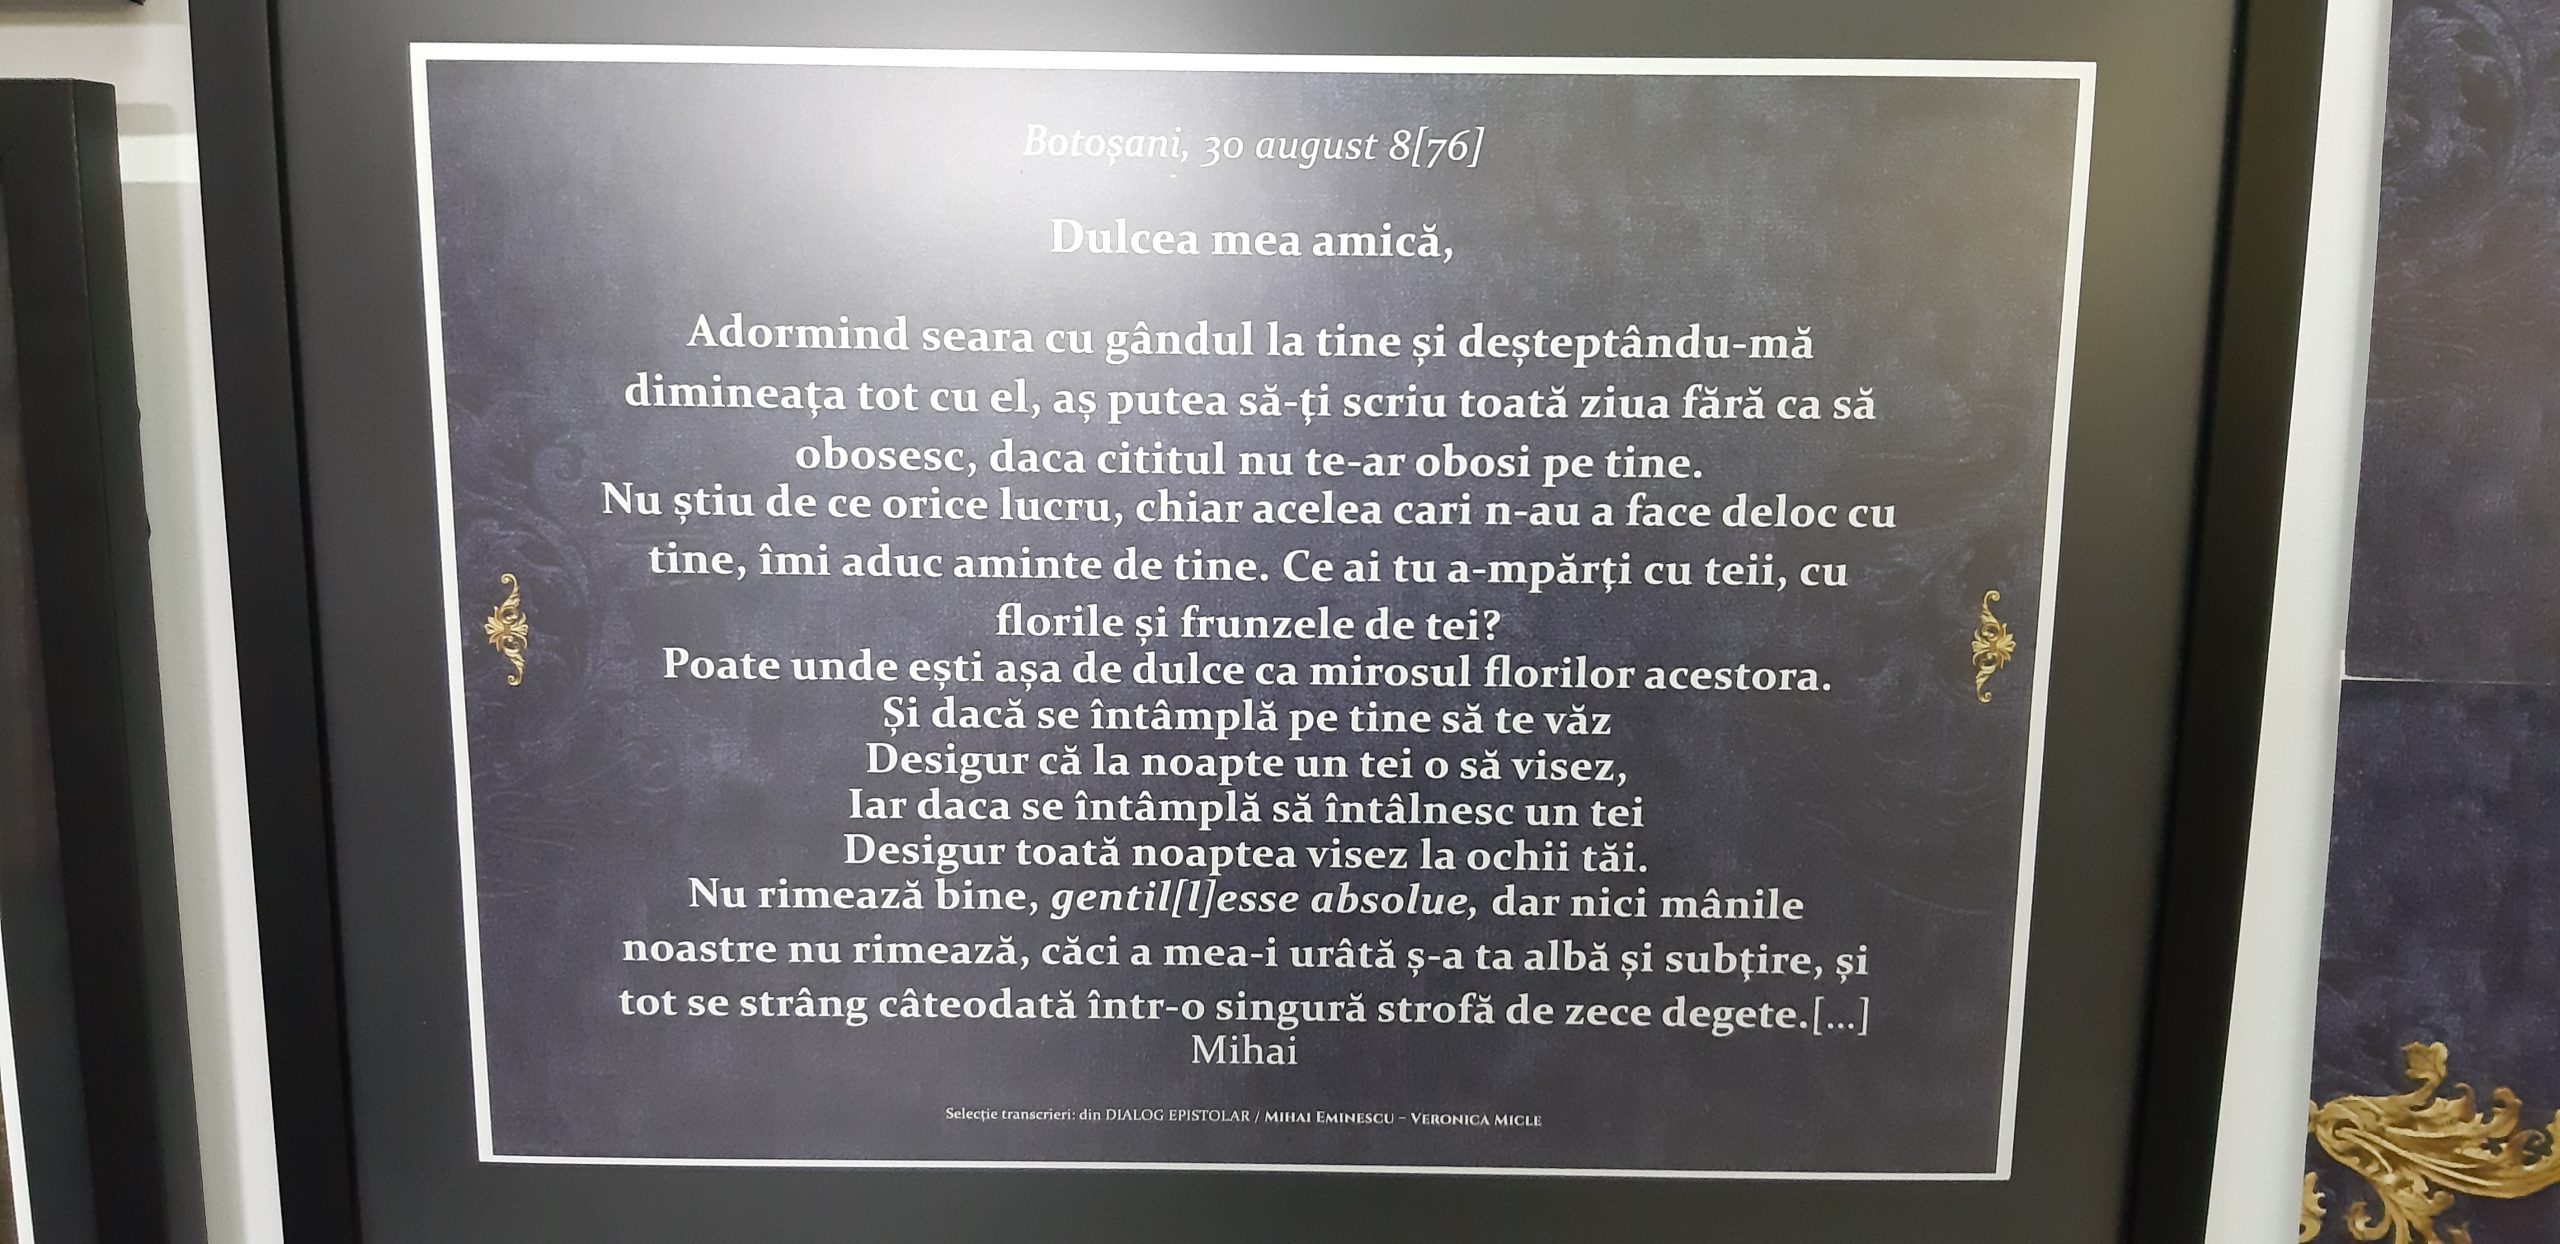 Botoșani, 30 august 8[76]
Dulcea mea amică,
Adormind seara cu gândul la tine și deșteptându-mă
dimineața tot cu el, aș putea să-ți scriu toată ziua fără ca să
obosesc, daca cititul nu te-ar obosi pe tine.
Nu știu de ce orice lucru, chiar acelea cari n-au a face deloc cu
tine, îmi aduc aminte de tine. Ce ai tu a-mpărți cu teii, cu
florile și frunzele de tei?
Poate unde ești așa de dulce ca mirosul florilor acestora.
Și dacă se întâmplă pe tine să te văz
Desigur că la noapte un tei o să visez,
Iar daca se întâmplă să întâlnesc un tei
Desigur toată noaptea visez la ochii tăi.
Nu rimează bine, gentil[l]esse absolue, dar nici mânile
noastre nu rimează, căci a mea-i urâtă ș-a ta albă și subțire, și
tot se strâng câteodată într-o singură strofă de zece degete.[...]
Mihai
Selecție transcrieri: din DIALOG EPISTOLAR / MIHAI EMINESCU – VERONICA MICLE